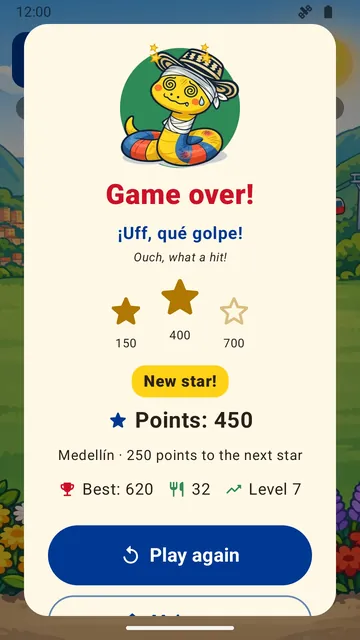 12:00
Game over!
¡Uff, qué golpe!
Ouch, what a hit!
150
400
700
New star!
Points: 450
Medellín · 250 points to the next star
Best: 620
32
Level 7
Play again